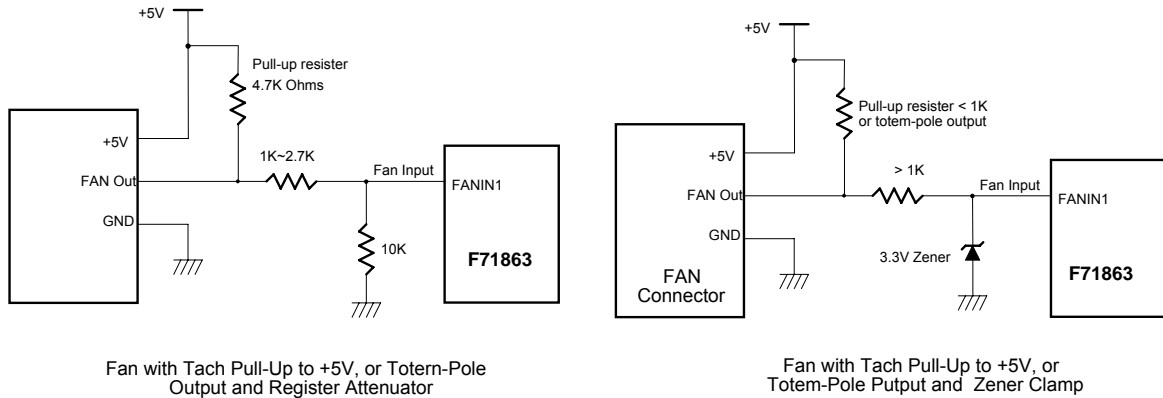 +5V
Pull-up resister
4.7K Ohms
+5V
1K~2.7K
Fan Input
FAN Out
FANIN1
GND
10K
F71863
Fan with Tach Pull-Up to +5V, or Totern-Pole
Output and Register Attenuator
+5V
Pull-up resister < 1K
or totem-pole output
+5V
> 1K
Fan Input
FAN Out
FANIN1
GND
3.3V Zener
F71863
FAN
Connector
Fan with Tach Pull-Up to +5V, or
Totem-Pole Putput and Zener Clamp